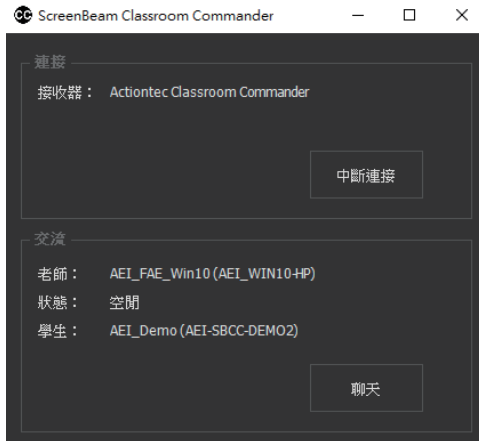 CC ScreenBeam Classroom Commander
連接
接收器： Actiontec Classroom Commander
中斷連接
交流
老師： AEI_FAE_Win10 (AEI_WIN10-HP)
狀態： 空閒
學生： AEI_Demo (AEI-SBCC-DEMO2)
聊天